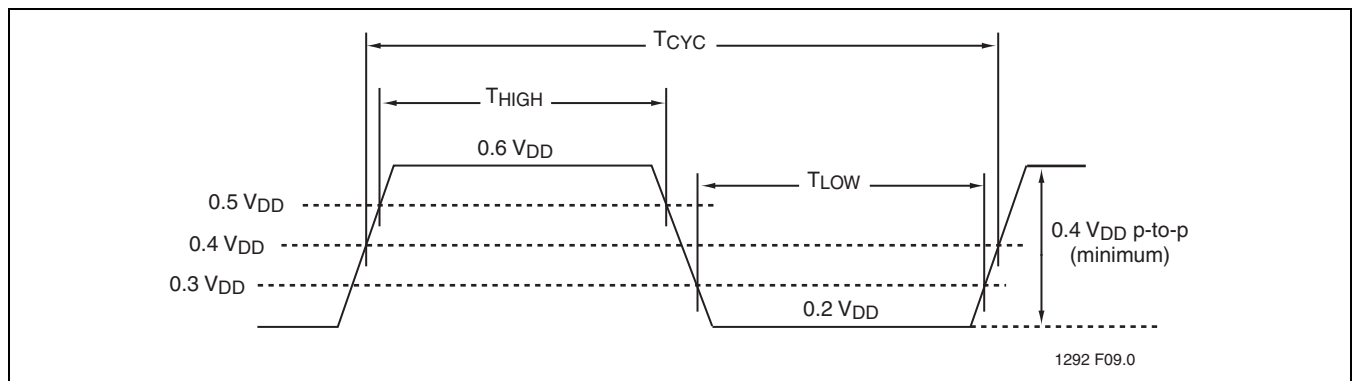 TCYC
THIGH
0.6 VDD
TLOW
0.5 VDD
0.4 VDD p-to-p
(minimum)
0.4 VDD
0.3 VDD
0.2 VDD
1292 F09.0